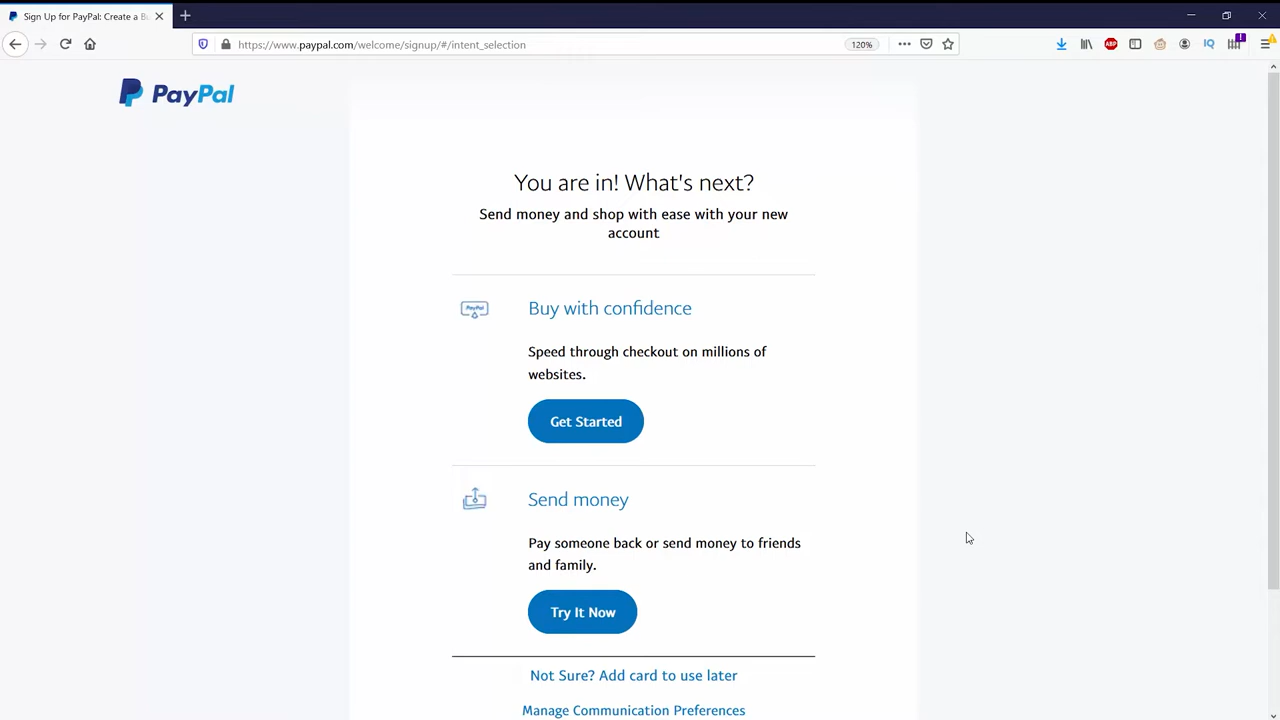 Sign Up for PayPal: Create a B
https://www.paypal.com/welcome/signup/#/intent_selection
120%
ABP
IQ
PayPal
You are in! What's next?
Send money and shop with ease with your new
account
PayPal
Buy with confidence
Speed through checkout on millions of
websites.
Get Started
Send money
Pay someone back or send money to friends
and family.
Try It Now
Not Sure? Add card to use later
Manage Communication Preferences